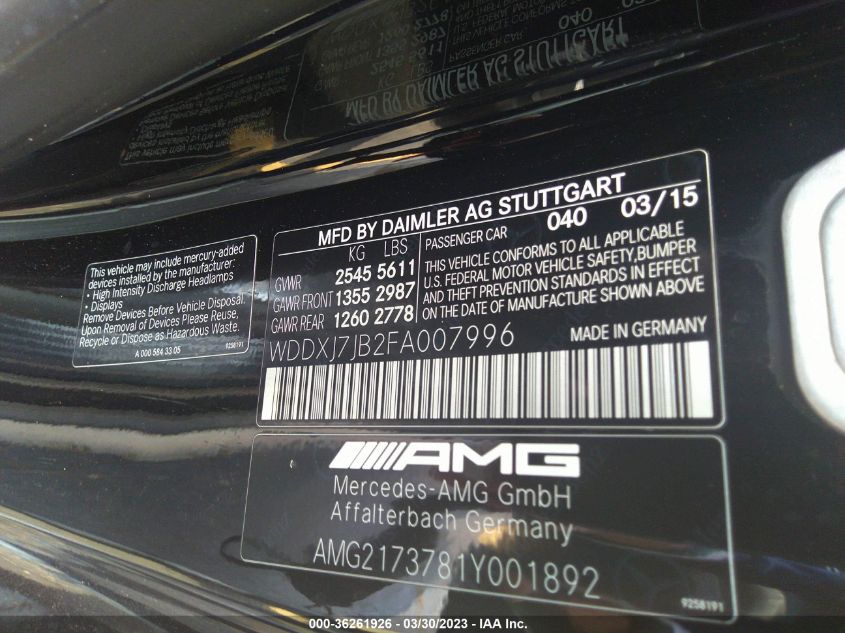 This vehicle may include mercury-added
devices installed by the manufacturer:
• High Intensity Discharge Headlamps
• Displays
Remove Devices Before Vehicle Disposal.
Upon Removal of Devices Please Reuse,
Recycle or Dispose as Hazardous Waste.
A 000 584 33 05
9258191
MFD BY DAIMLER AG STUTTGART
KG LBS
GVWR 2545 5611
GAWR FRONT 1355 2987
GAWR REAR 1260 2778
PASSENGER CAR 040 03/15
THIS VEHICLE CONFORMS TO ALL APPLICABLE
U.S. FEDERAL MOTOR VEHICLE SAFETY,BUMPER
AND THEFT PREVENTION STANDARDS IN EFFECT
ON THE DATE OF MANUFACTURE SHOWN ABOVE
WDDXJ7JB2FA007996
MADE IN GERMANY
AMG
Mercedes-AMG GmbH
Affalterbach Germany
AMG2173781Y001892
9258191
000-36261926 - 03/30/2023 - IAA Inc.